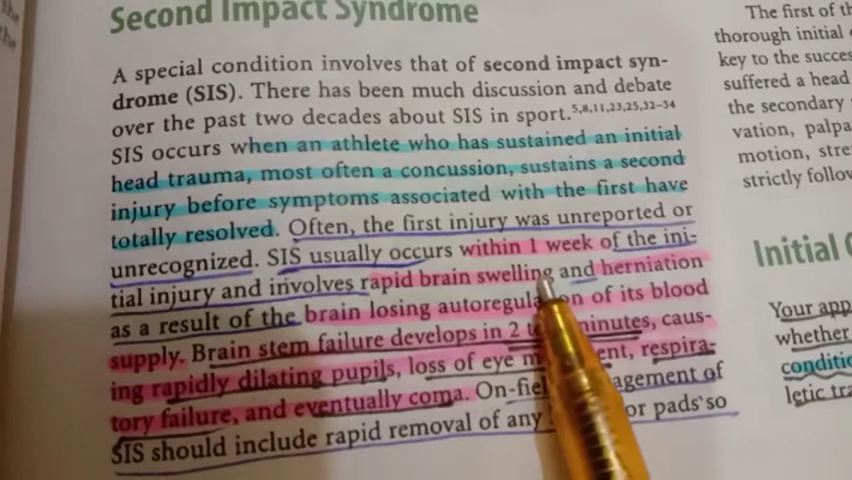 Second Impact Syndrome
A special condition involves that of second impact syn-
drome (SIS). There has been much discussion and debate
over the past two decades about SIS in sport.5,8,11,23,25,32–34
SIS occurs when an athlete who has sustained an initial
head trauma, most often a concussion, sustains a second
injury before symptoms associated with the first have
totally resolved. Often, the first injury was unreported or
unrecognized. SIS usually occurs within 1 week of the ini-
tial injury and involves rapid brain swelling and herniation
as a result of the brain losing autoregula on of its blood
supply. Brain stem failure develops in 2 minutes, caus-
ing rapidly dilating pupils, loss of eye respira-
tory failure, and eventually coma. On-fiel agement of
SIS should include rapid removal of any or pads so
The first of
thorough initial
key to the succes
suffered a head
the secondary
vation, palpa
motion, stre
strictly follow
Initial
Your app
whether
conditio
letic tra
the